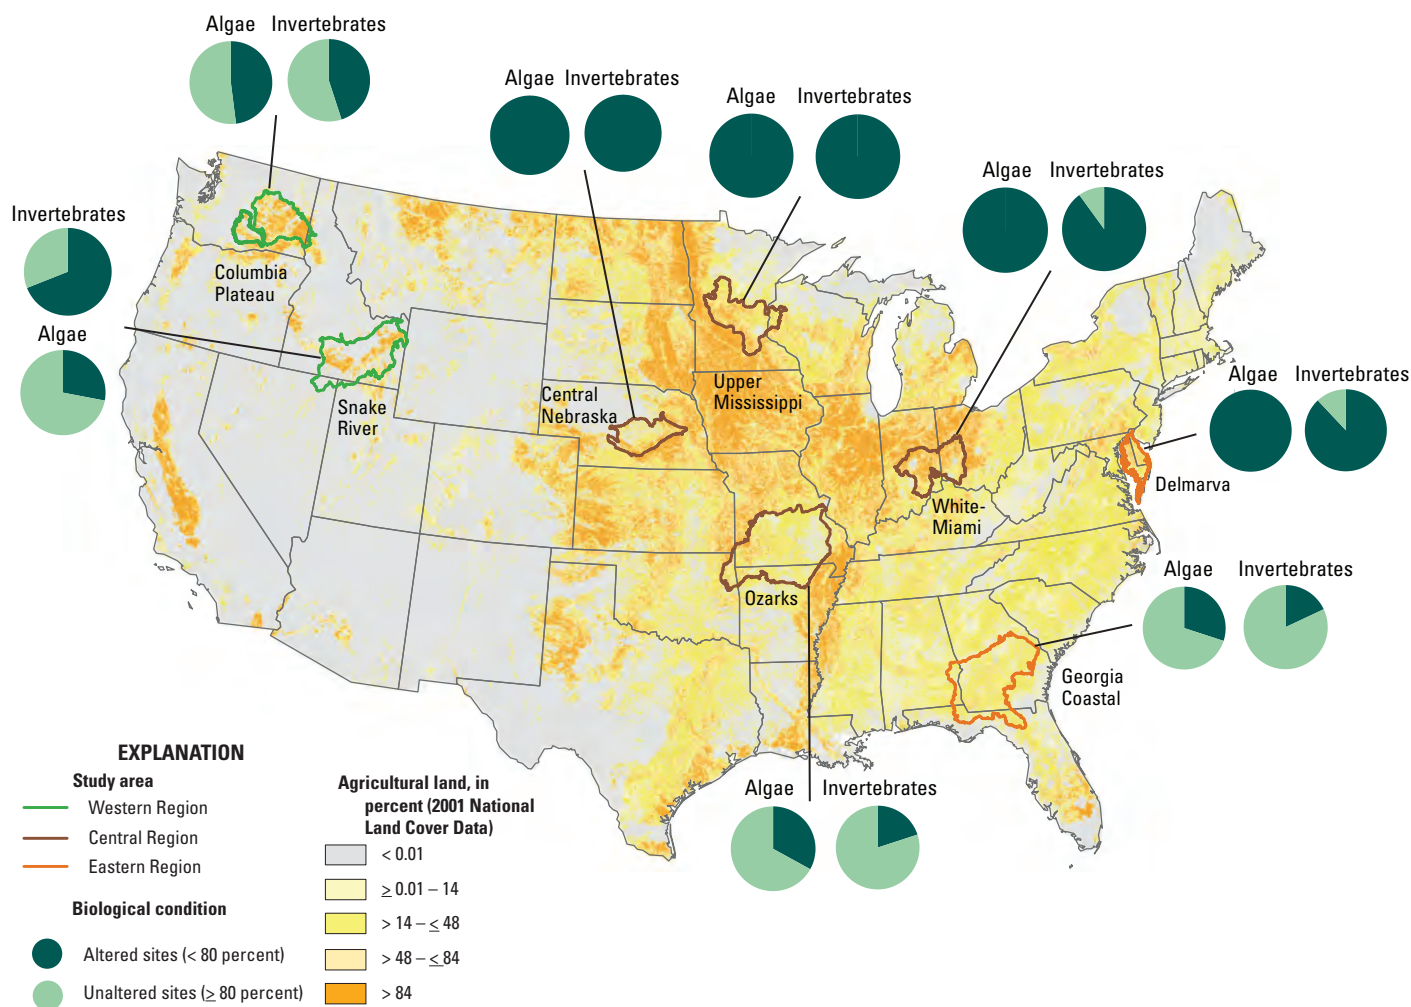 Algae Invertebrates
Algae Invertebrates
Algae Invertebrates
Algae Invertebrates
Invertebrates
Algae
Columbia
Plateau
Snake
River
Central
Nebraska
Upper
Mississippi
White-
Miami
Algae Invertebrates
Delmarva
Ozarks
Algae Invertebrates
Georgia
Coastal
Algae Invertebrates
EXPLANATION
Study area
Western Region
Central Region
Eastern Region
Biological condition
Altered sites (< 80 percent)
Unaltered sites (≥ 80 percent)
Agricultural land, in
percent (2001 National
Land Cover Data)
< 0.01
≥ 0.01 – 14
> 14 – ≤ 48
> 48 – ≤ 84
> 84